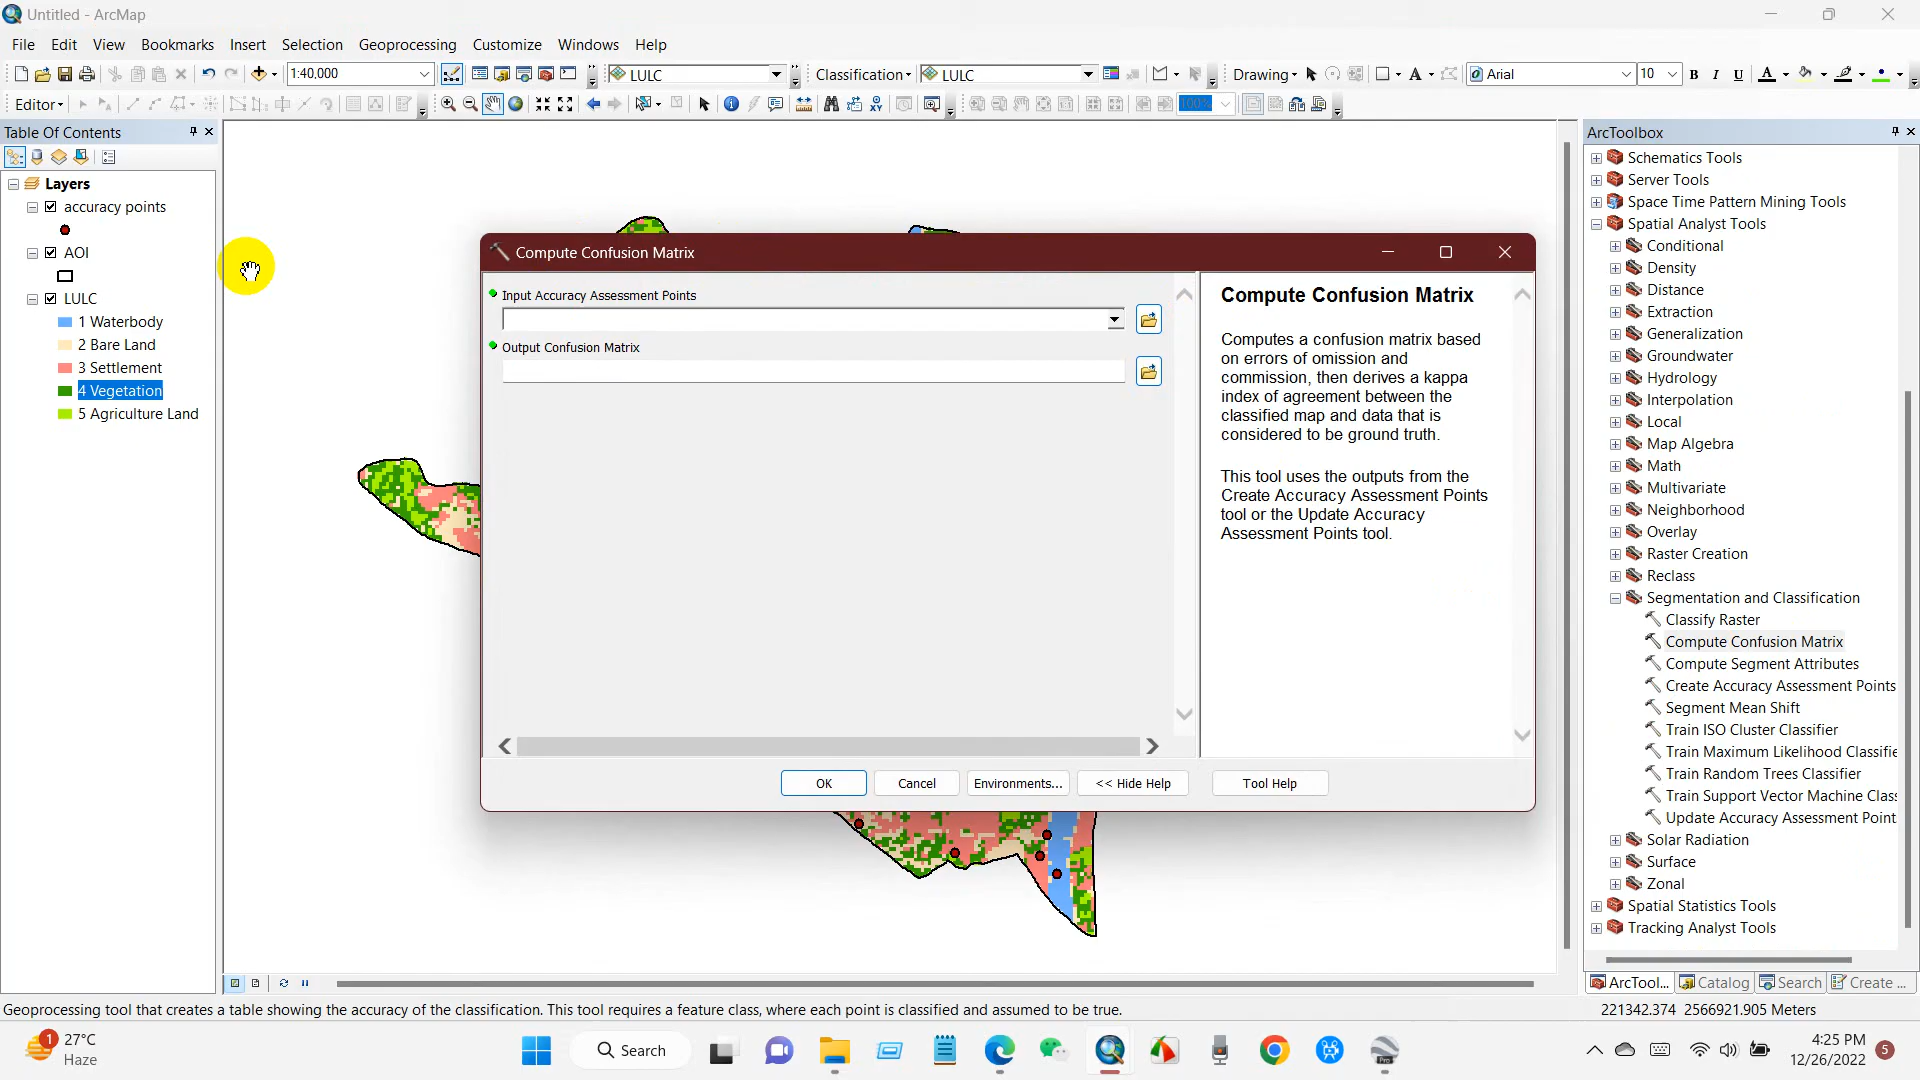 Untitled - ArcMap
File Edit View Bookmarks Insert Selection Geoprocessing Customize Windows Help
1:40,000 LULC Classification LULC Drawing Arial 10 B I U A
Editor 100%
Table Of Contents
Layers
accuracy points
AOI
LULC
1 Waterbody
2 Bare Land
3 Settlement
4 Vegetation
5 Agriculture Land
Compute Confusion Matrix
Input Accuracy Assessment Points
Output Confusion Matrix
Compute Confusion Matrix
Computes a confusion matrix based
on errors of omission and
commission, then derives a kappa
index of agreement between the
classified map and data that is
considered to be ground truth.
This tool uses the outputs from the
Create Accuracy Assessment Points
tool or the Update Accuracy
Assessment Points tool.
OK Cancel Environments... << Hide Help Tool Help
ArcToolbox
Schematics Tools
Server Tools
Space Time Pattern Mining Tools
Spatial Analyst Tools
Conditional
Density
Distance
Extraction
Generalization
Groundwater
Hydrology
Interpolation
Local
Map Algebra
Math
Multivariate
Neighborhood
Overlay
Raster Creation
Reclass
Segmentation and Classification
Classify Raster
Compute Confusion Matrix
Compute Segment Attributes
Create Accuracy Assessment Points
Segment Mean Shift
Train ISO Cluster Classifier
Train Maximum Likelihood Classifie
Train Random Trees Classifier
Train Support Vector Machine Clas
Update Accuracy Assessment Point
Solar Radiation
Surface
Zonal
Spatial Statistics Tools
Tracking Analyst Tools
ArcTool... Catalog Search Create ...
Geoprocessing tool that creates a table showing the accuracy of the classification. This tool requires a feature class, where each point is classified and assumed to be true.
221342.374 2566921.905 Meters
1 27°C
Haze
Search
4:25 PM
12/26/2022
5